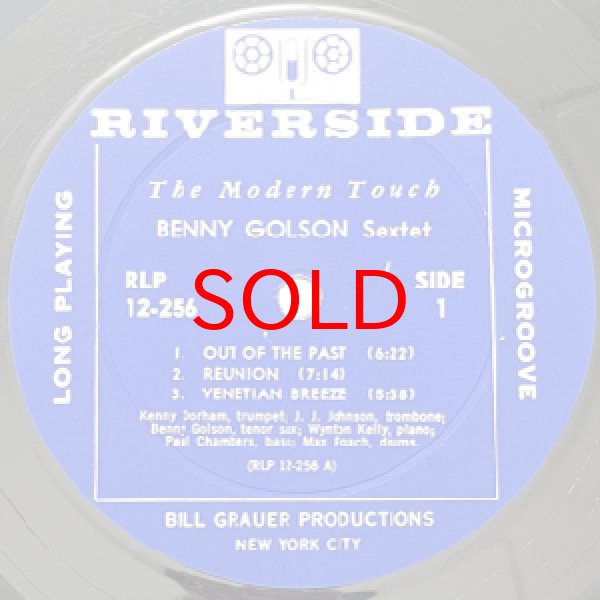 RIVERSIDE
The Modern Touch
BENNY GOLSON Sextet
RLP
12-256
SIDE
1
SOLD
LONG PLAYING
MICROGROOVE
1. OUT OF THE PAST (6:22)
2. REUNION (7:14)
3. VENETIAN BREEZE (5:38)
Kenny Dorham, trumpet; J. J. Johnson, trombone;
Benny Golson, tenor sax; Wynton Kelly, piano;
Paul Chambers, bass; Max Roach, drums.
(RLP 12-256 A)
BILL GRAUER PRODUCTIONS
NEW YORK CITY